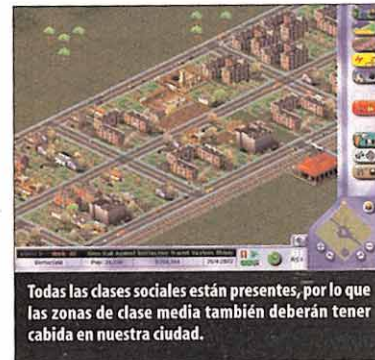 Todas las clases sociales están presentes, por lo que
las zonas de clase media también deberán tener
cabida en nuestra ciudad.